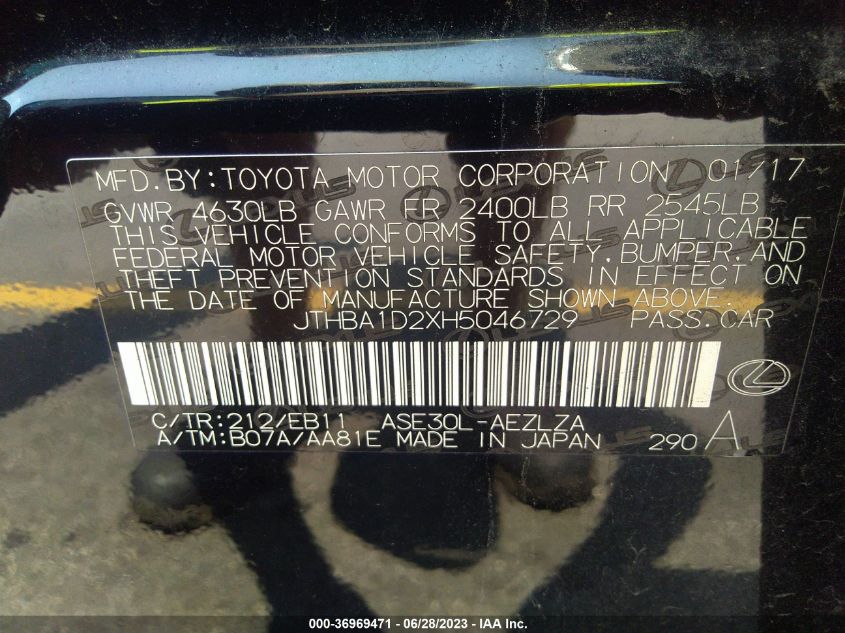 MFD.BY:TOYOTA MOTOR CORPORATION 01/17
GVWR 4630LB GAWR FR 2400LB RR 2545LB
THIS VEHICLE CONFORMS TO ALL APPLICABLE
FEDERAL MOTOR VEHICLE SAFETY,BUMPER,AND
THEFT PREVENTION STANDARDS IN EFFECT ON
THE DATE OF MANUFACTURE SHOWN ABOVE.
JTHBA1D2XH5046729 PASS.CAR
C/TR:212/EB11 ASE30L-AEZLZA
A/TM:B07A/AA81E MADE IN JAPAN 290 A
000-36969471 - 06/28/2023 - IAA Inc.